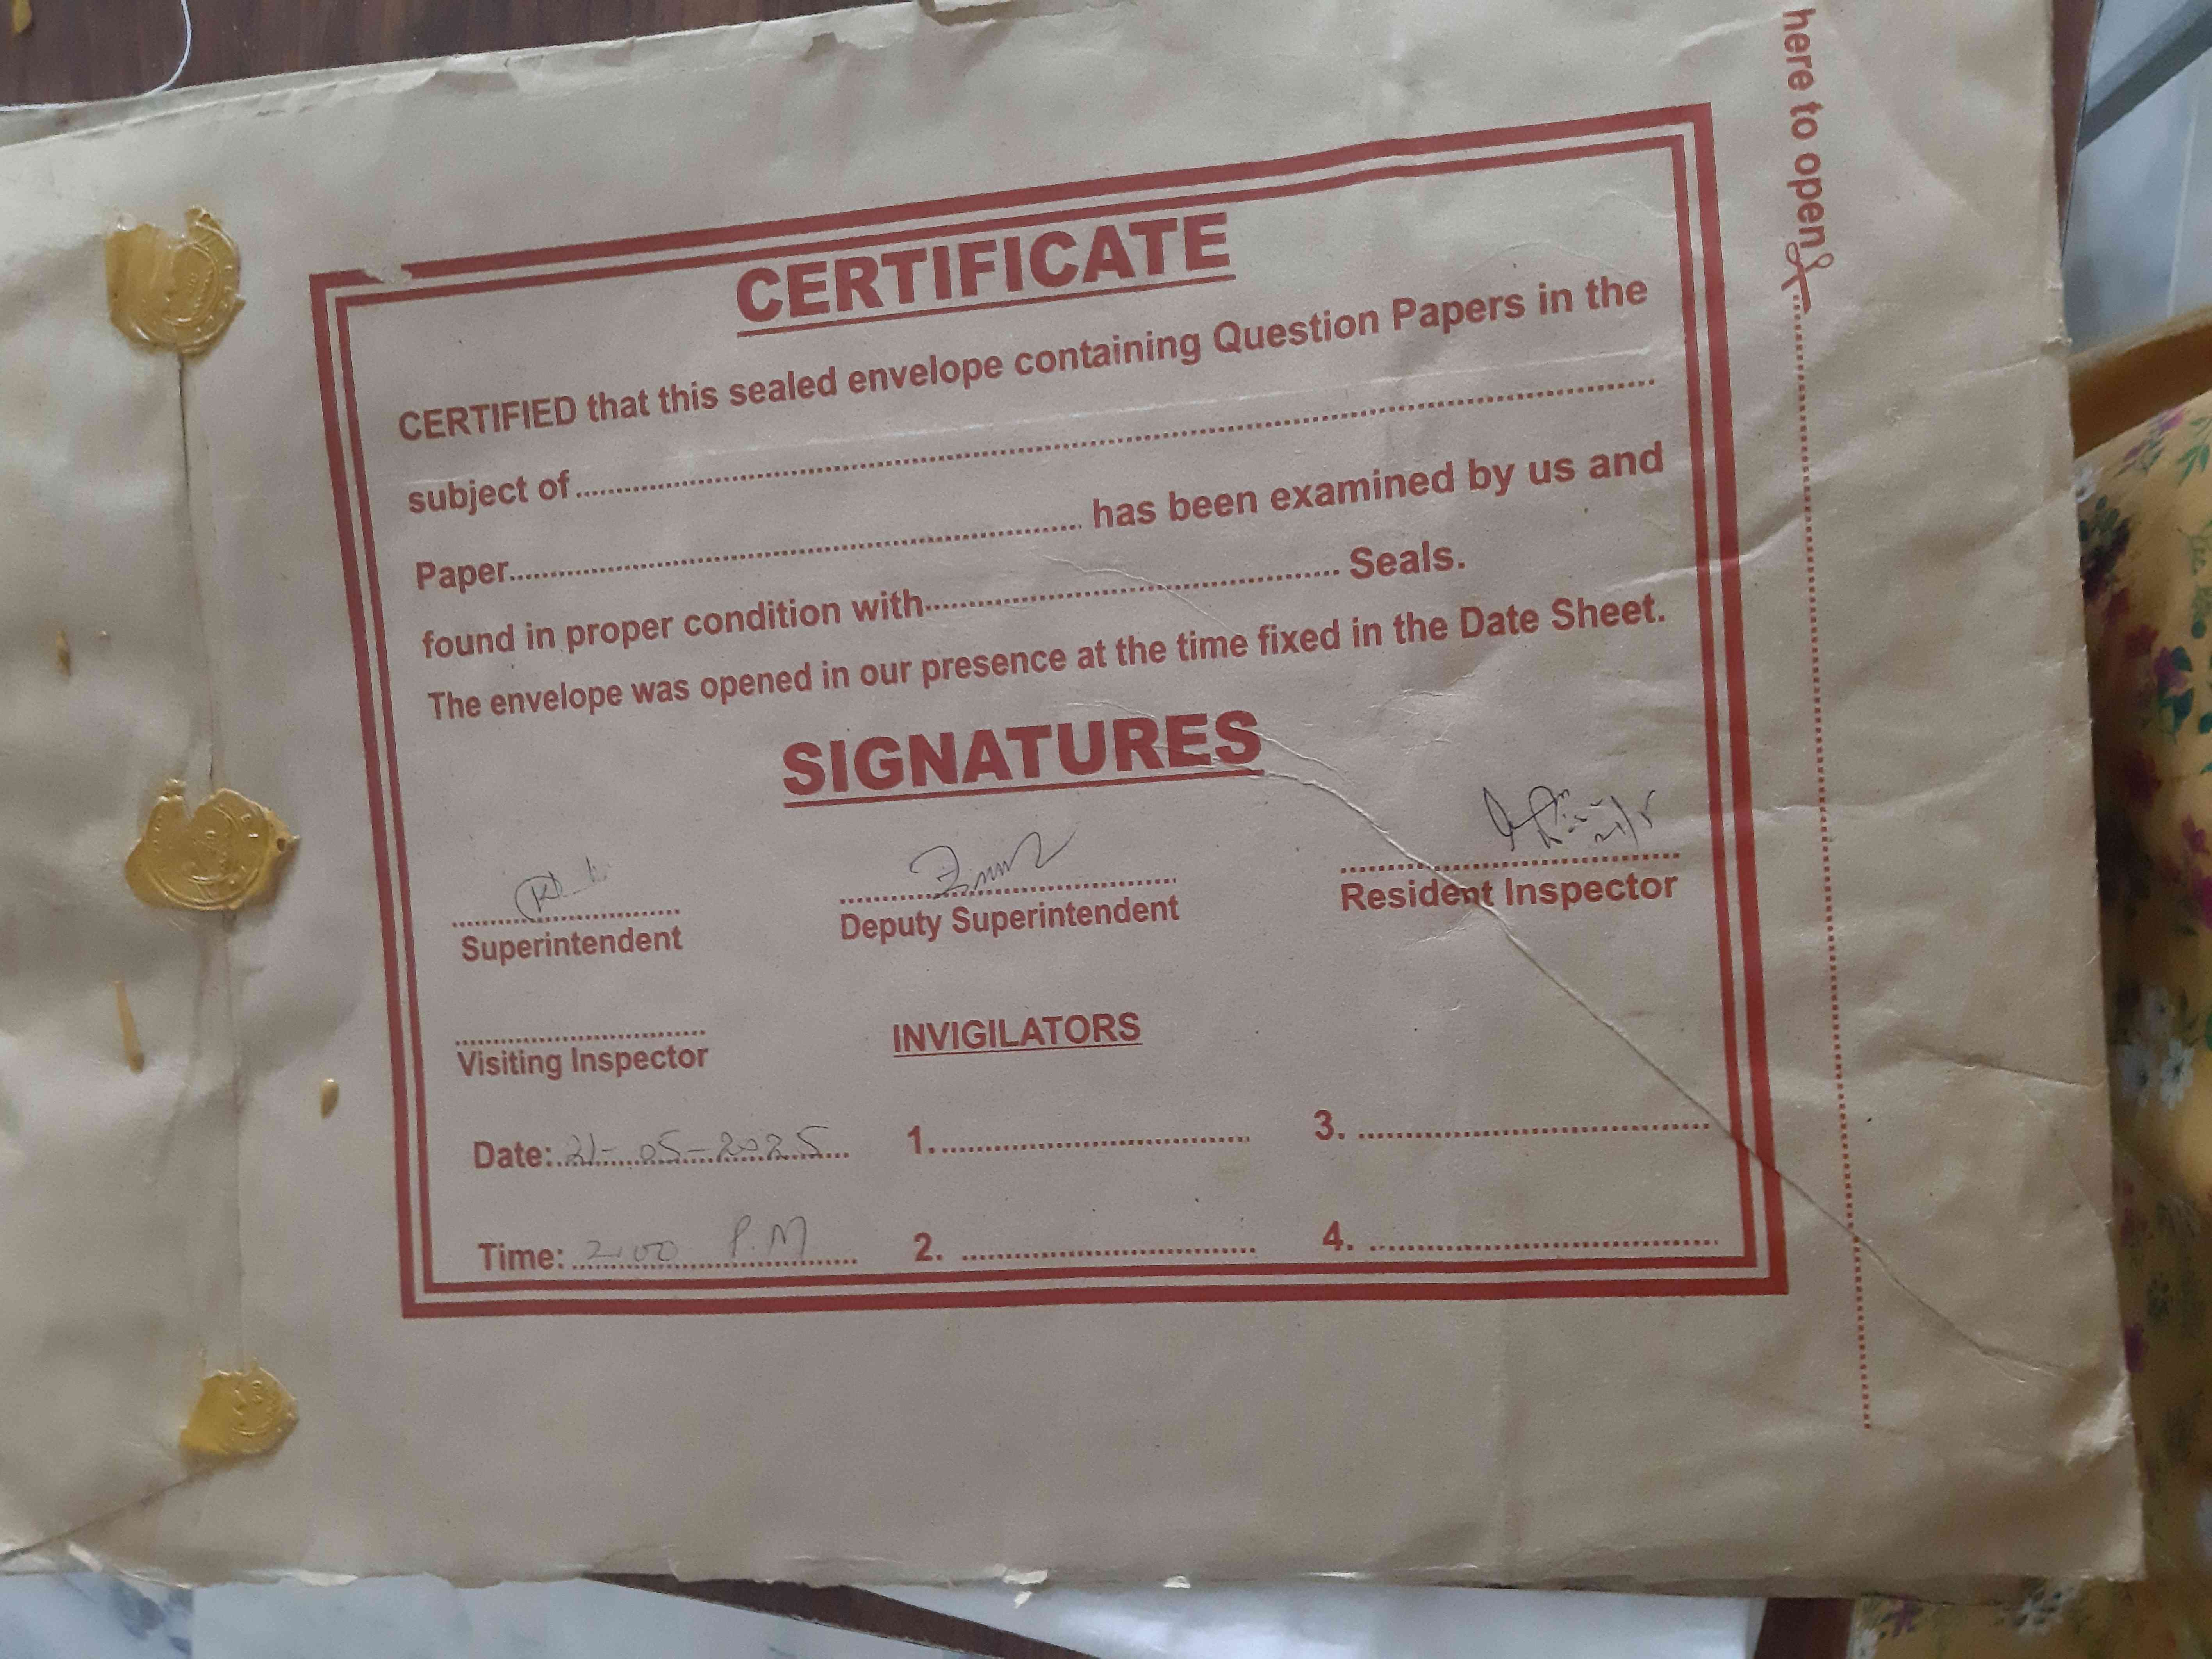 here to open
CERTIFICATE
CERTIFIED that this sealed envelope containing Question Papers in the
subject of
Paper has been examined by us and
found in proper condition with Seals.
The envelope was opened in our presence at the time fixed in the Date Sheet.
SIGNATURES
Superintendent Deputy Superintendent Resident Inspector
Visiting Inspector INVIGILATORS
Date: 21-05-2025 1. 3.
Time: 2:00 P.M 2. 4.